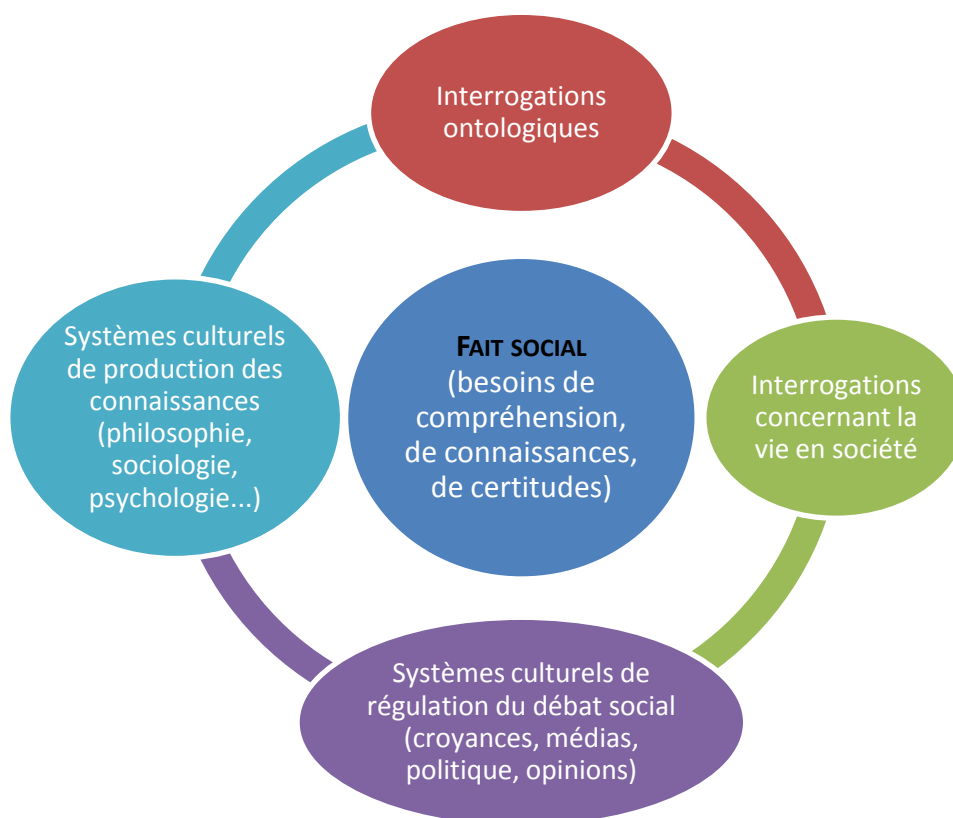 Interrogations
ontologiques
Systèmes culturels
de production des
connaissances
(philosophie,
sociologie,
psychologie...)
FAIT SOCIAL
(besoins de
compréhension,
de connaissances,
de certitudes)
Interrogations
concernant la
vie en société
Systèmes culturels de
régulation du débat social
(croyances, médias,
politique, opinions)